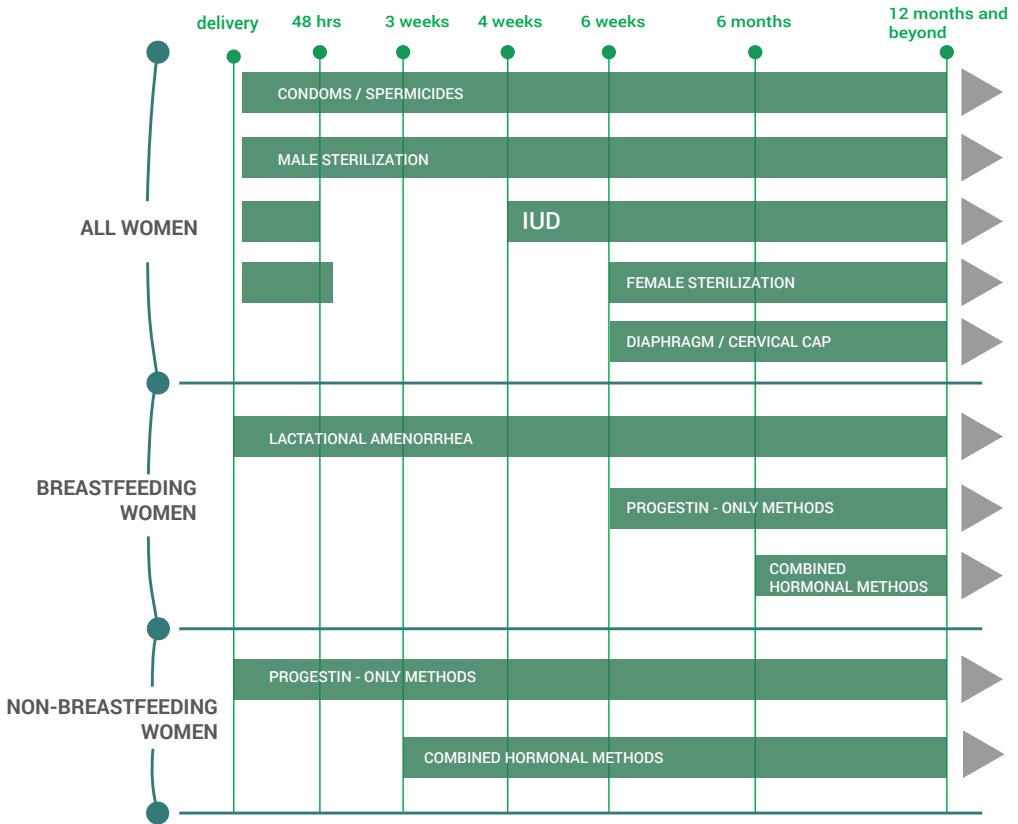 delivery
48 hrs
3 weeks
4 weeks
6 weeks
6 months
12 months and
beyond
ALL WOMEN
CONDOMS / SPERMICIDES
MALE STERILIZATION
IUD
FEMALE STERILIZATION
DIAPHRAGM / CERVICAL CAP
BREASTFEEDING
WOMEN
LACTATIONAL AMENORRHEA
PROGESTIN - ONLY METHODS
COMBINED
HORMONAL METHODS
NON-BREASTFEEDING
WOMEN
PROGESTIN - ONLY METHODS
COMBINED HORMONAL METHODS